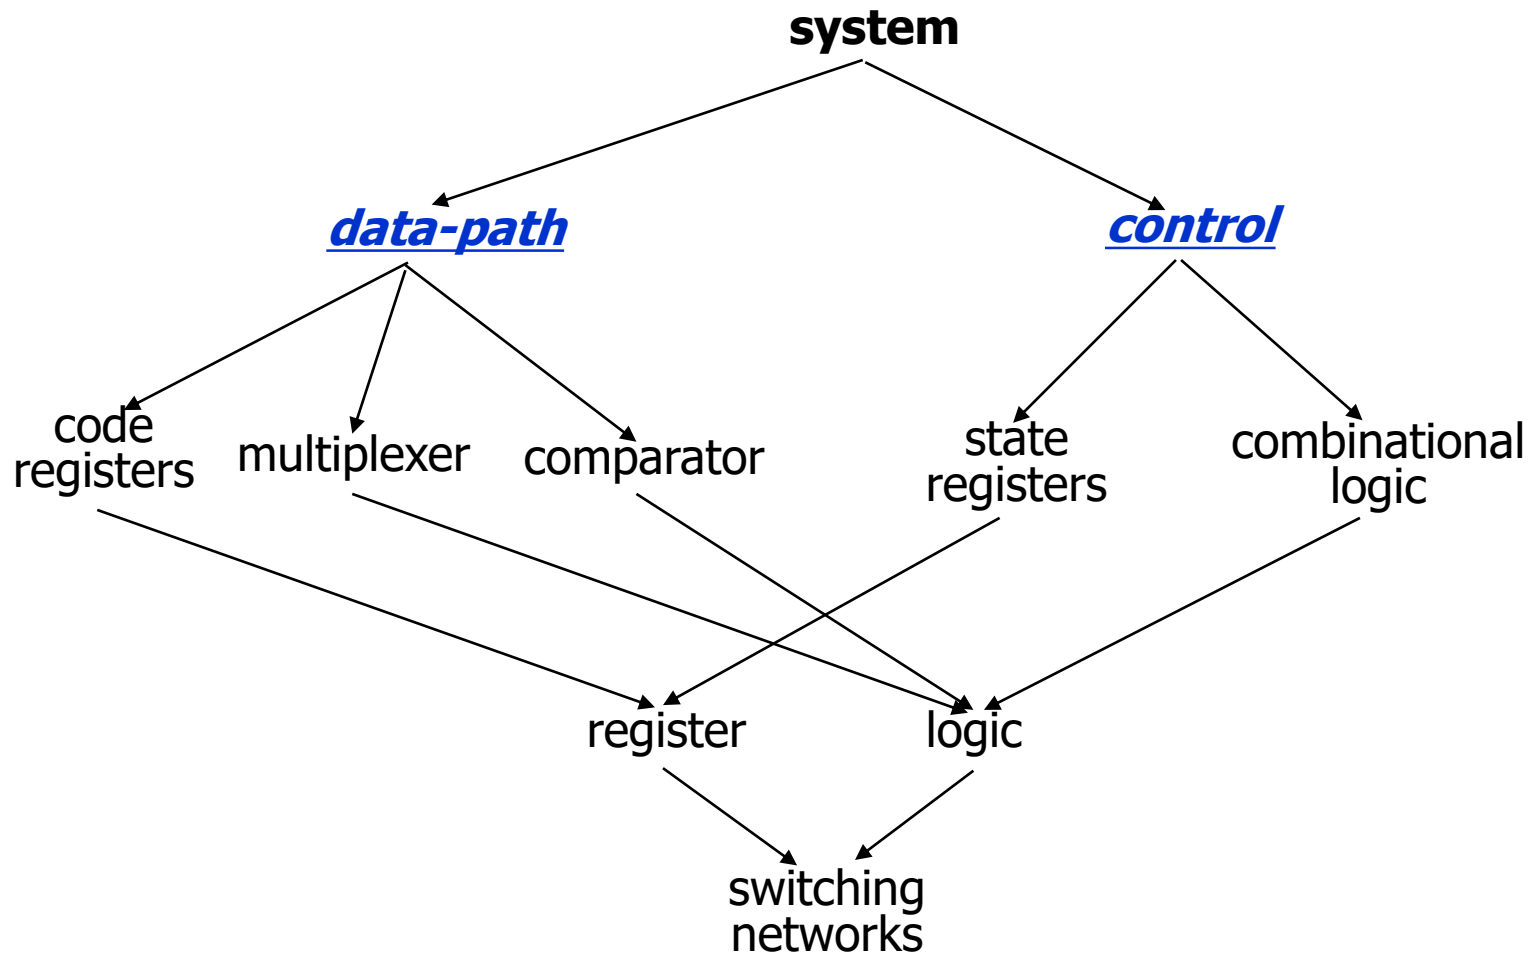 system
data-path
control
code
registers
multiplexer
comparator
state
registers
combinational
logic
register
logic
switching
networks